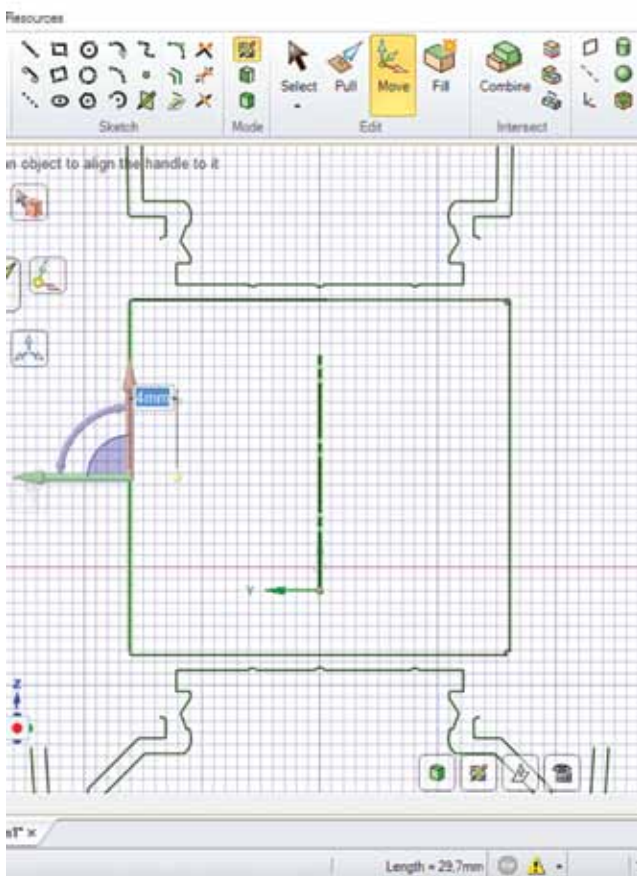 Resources
Select
Pull
Move
Fill
Combine
Sketch
Mode
Edit
Intersect
n object to align the handle to it
4mm
Y
Z
1" ×
Length = 29,7mm